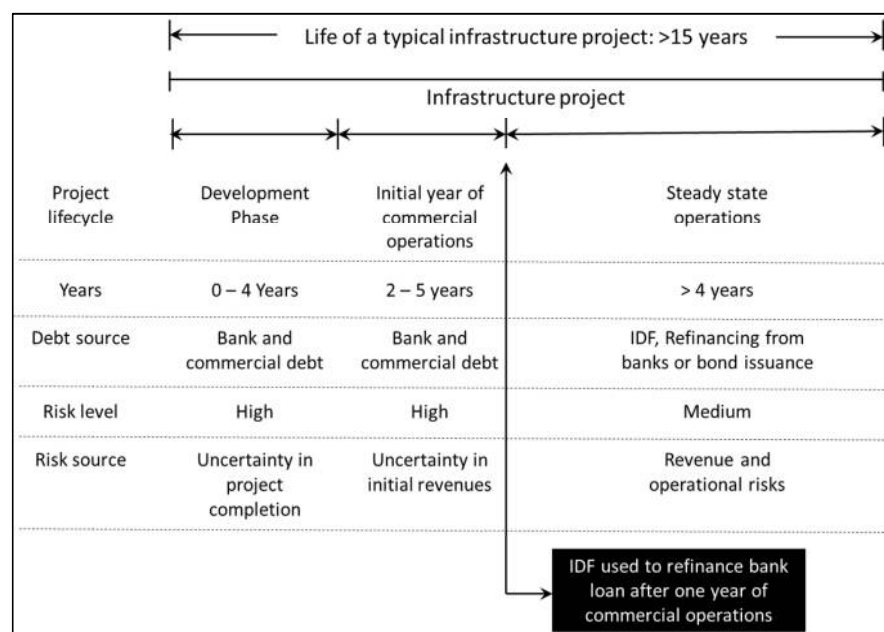 Life of a typical infrastructure project: >15 years
Infrastructure project
Project
lifecycle
Development
Phase
Initial year of
commercial
operations
Steady state
operations
Years
0 – 4 Years
2 – 5 years
> 4 years
Debt source
Bank and
commercial debt
Bank and
commercial debt
IDF, Refinancing from
banks or bond issuance
Risk level
High
High
Medium
Risk source
Uncertainty in
project
completion
Uncertainty in
initial revenues
Revenue and
operational risks
IDF used to refinance bank
loan after one year of
commercial operations